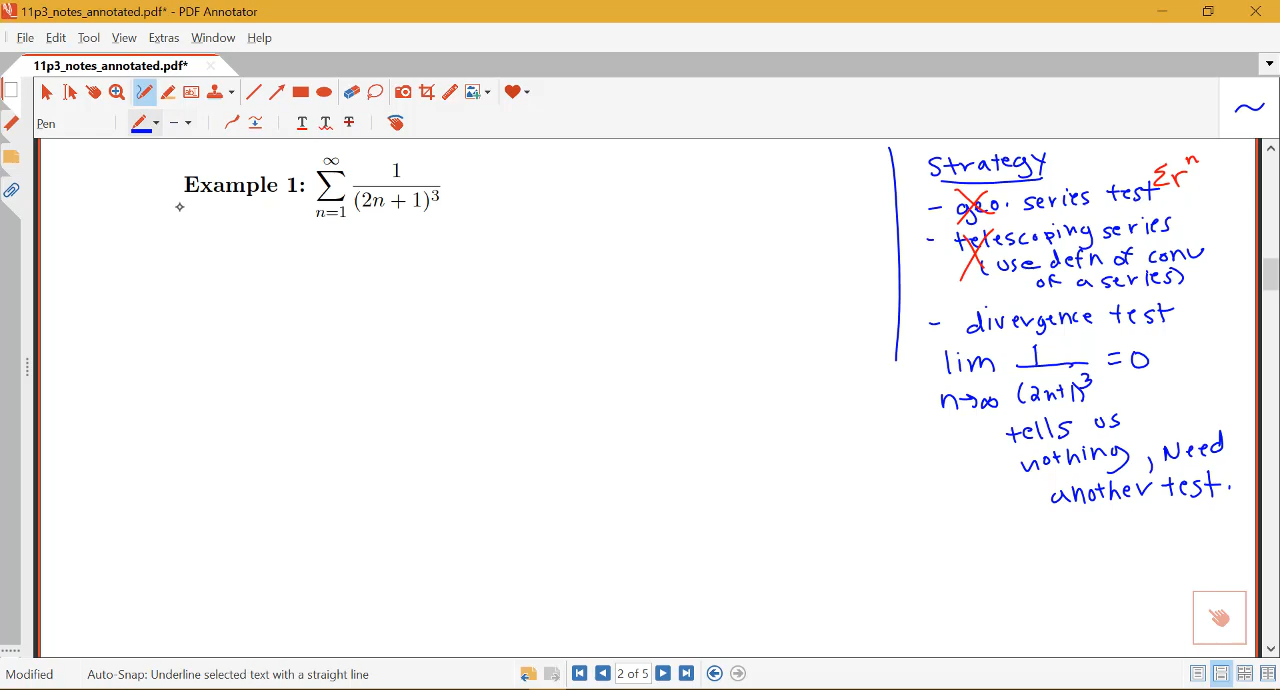 11p3_notes_annotated.pdf* - PDF Annotator
File Edit Tool View Extras Window Help
11p3_notes_annotated.pdf*
Pen
Example 1: ∑_{n=1}^{∞} 1/(2n + 1)^3
Strategy
- geo. series test Σr^n
- telescoping series
(use defn of conv
of a series)
- divergence test
lim_{n→∞} 1/(2n+1)^3 = 0
tells us
nothing, Need
another test.
2 of 5
Modified Auto-Snap: Underline selected text with a straight line